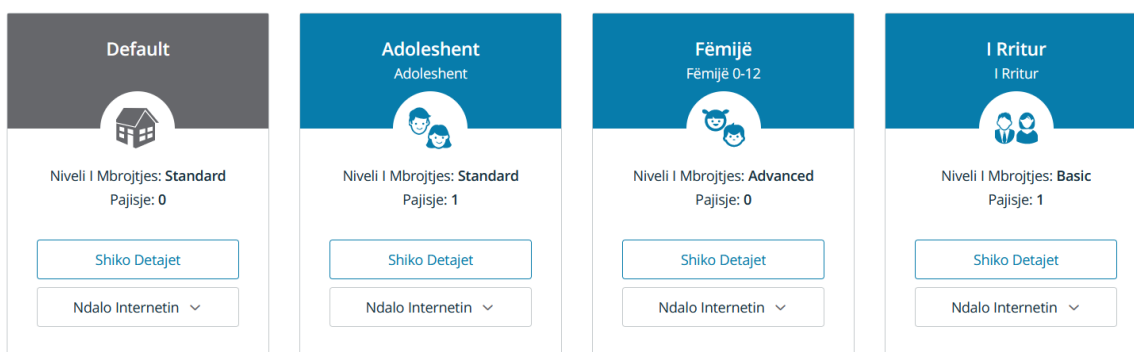 Default
Niveli I Mbrojtjes: Standard
Pajisje: 0
Shiko Detajet
Ndalo Internetin
Adoleshent
Adoleshent
Niveli I Mbrojtjes: Standard
Pajisje: 1
Shiko Detajet
Ndalo Internetin
Fëmijë
Fëmijë 0-12
Niveli I Mbrojtjes: Advanced
Pajisje: 0
Shiko Detajet
Ndalo Internetin
I Rritur
I Rritur
Niveli I Mbrojtjes: Basic
Pajisje: 1
Shiko Detajet
Ndalo Internetin